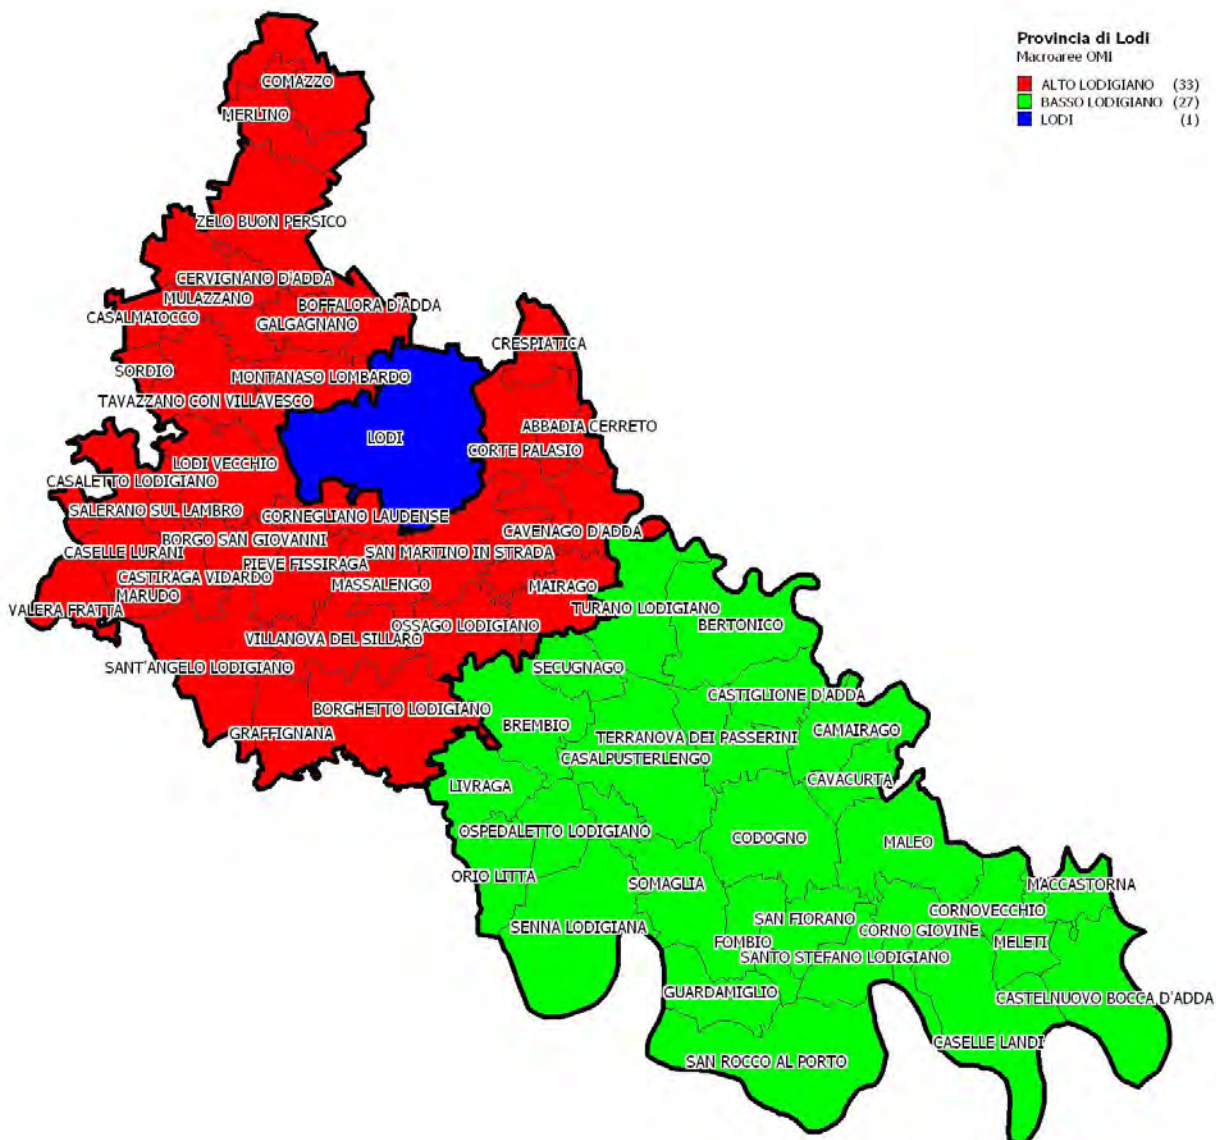 Provincia di Lodi
Macroaree OMI
ALTO LODIGIANO (33)
BASSO LODIGIANO (27)
LODI (1)
COMAZZO
MERLINO
ZELO BUON PERSICO
CERVIGNANO D'ADDA
MULAZZANO
BOFFALORA D'ADDA
CASALMAIOCCO
GALGAGNANO
CRESPIATICA
SORDIO
MONTANASO LOMBARDO
TAVAZZANO CON VILLAVESCO
ABBADIA CERRETO
LODI
CORTE PALASIO
LODI VECCHIO
CASALETTO LODIGIANO
SALERANO SUL LAMBRO
CORNEGLIANO LAUDENSE
CAVENAGO D'ADDA
BORGO SAN GIOVANNI
CASELLE LURANI
SAN MARTINO IN STRADA
PIEVE FISSIRAGA
CASTIRAGA VIDARDO
MASSALENGO
MAIRAGO
MARUDO
VALERA FRATTA
TURANO LODIGIANO
BERTONICO
OSSAGO LODIGIANO
VILLANOVA DEL SILLARO
SANT'ANGELO LODIGIANO
SECUGNAGO
CASTIGLIONE D'ADDA
BORGHETTO LODIGIANO
BREMBIO
CAMAIRAGO
GRAFFIGNANA
TERRANOVA DEI PASSERINI
CASALPUSTERLENGO
CAVACURTA
LIVRAGA
OSPEDALETTO LODIGIANO
CODOGNO
MALEO
ORIO LITTA
SOMAGLIA
MACCASTORNA
CORNOVECCHIO
SAN FIORANO
SENNA LODIGIANA
CORNO GIOVINE
FOMBIO
MELETI
SANTO STEFANO LODIGIANO
GUARDAMIGLIO
CASTELNUOVO BOCCA D'ADDA
CASELLE LANDI
SAN ROCCO AL PORTO